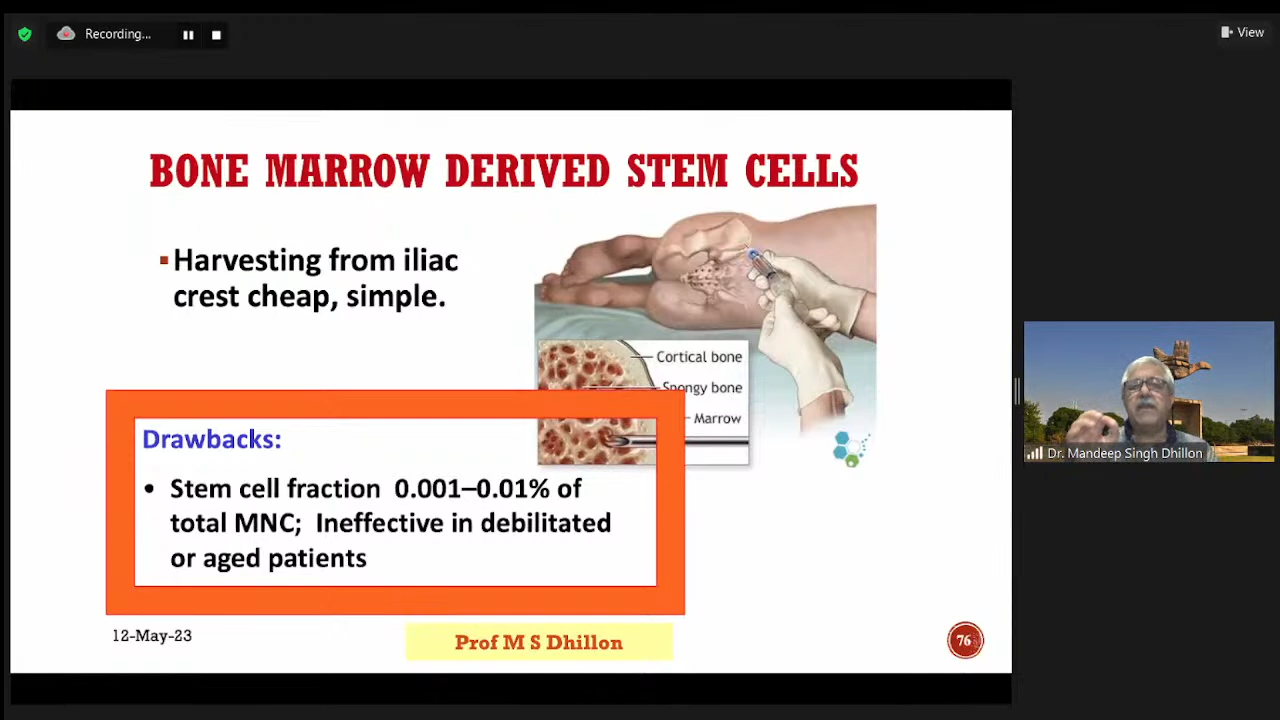 Recording...
View
BONE MARROW DERIVED STEM CELLS
▪Harvesting from iliac
crest cheap, simple.
Cortical bone
Spongy bone
Marrow
Drawbacks:
• Stem cell fraction 0.001–0.01% of
total MNC; Ineffective in debilitated
or aged patients
Dr. Mandeep Singh Dhillon
12-May-23
Prof M S Dhillon
76